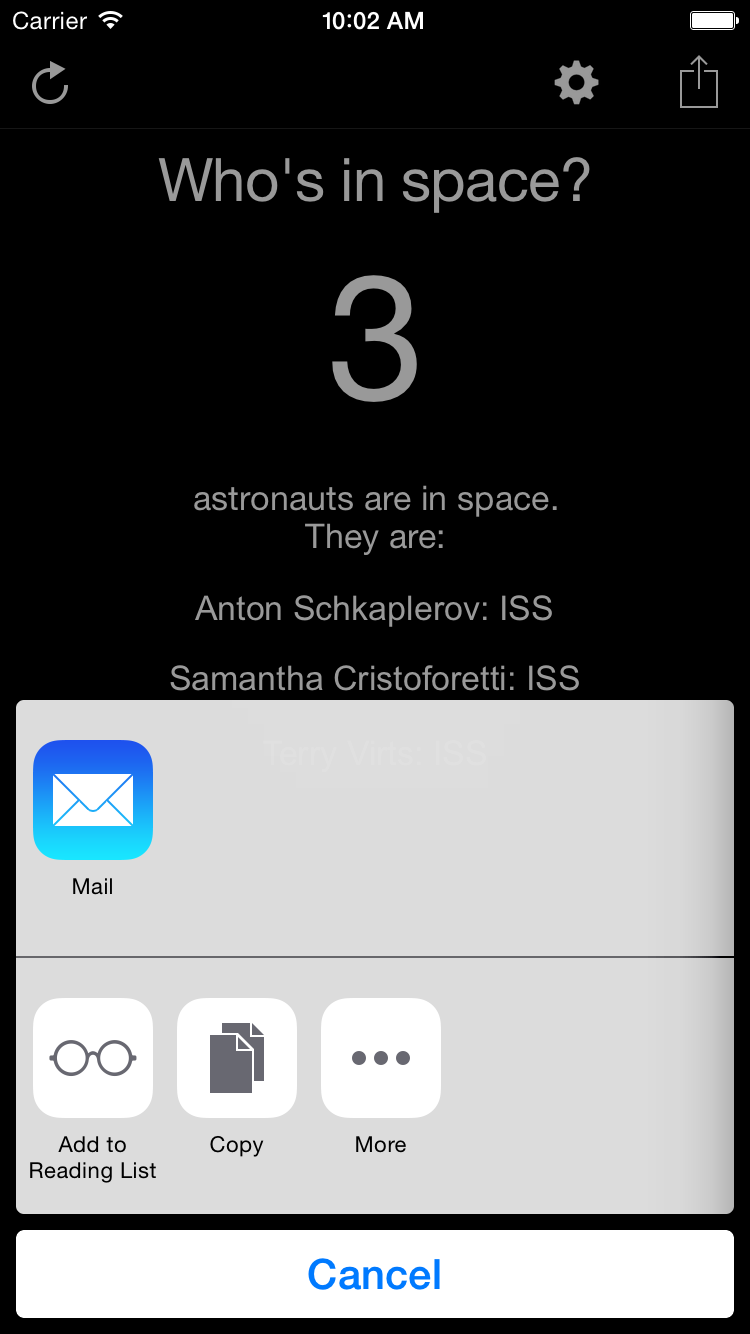 Carrier 10:02 AM
Who's in space?
3
astronauts are in space.
They are:
Anton Schkaplerov: ISS
Samantha Cristoforetti: ISS
Terry Virts: ISS
Mail
Add to
Reading List
Copy
More
Cancel